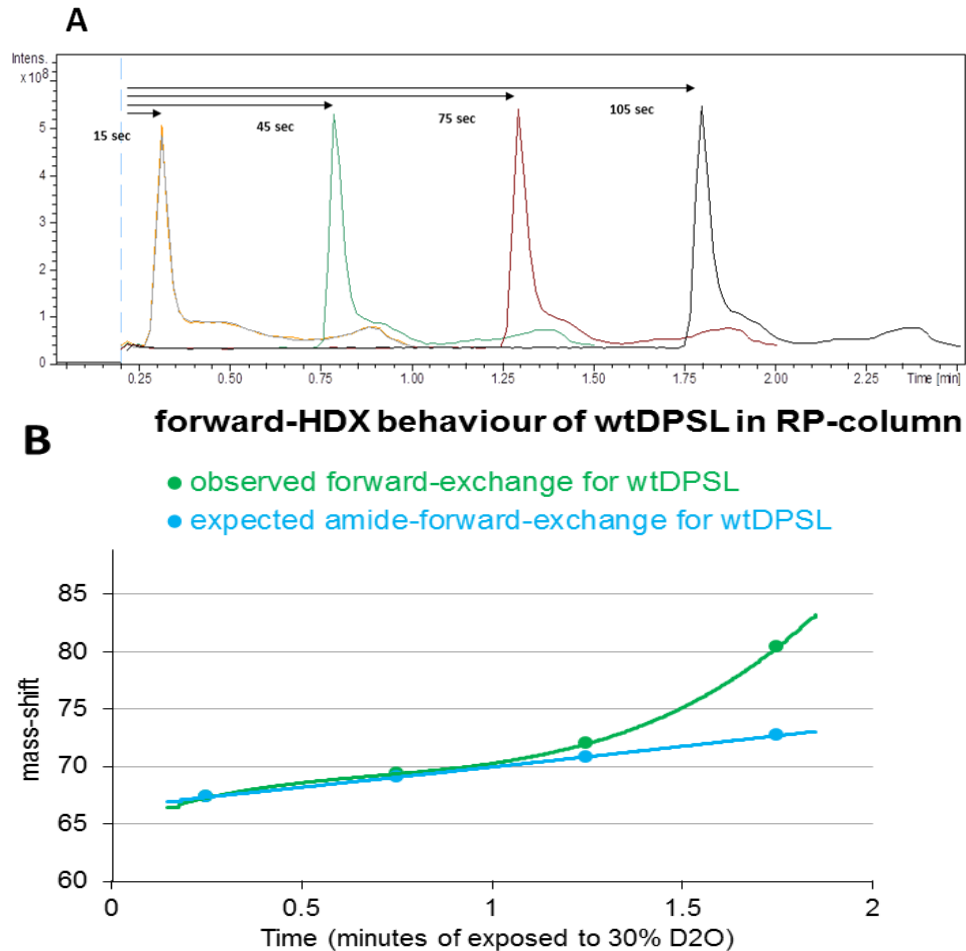 A
Intens.
x10⁸
5
4
3
2
1
0
15 sec
45 sec
75 sec
105 sec
0.25
0.50
0.75
1.00
1.25
1.50
1.75
2.00
2.25
Time [min]
forward-HDX behaviour of wtDPSL in RP-column
B
observed forward-exchange for wtDPSL
expected amide-forward-exchange for wtDPSL
mass-shift
85
80
75
70
65
60
0
0.5
1
1.5
2
Time (minutes of exposed to 30% D2O)